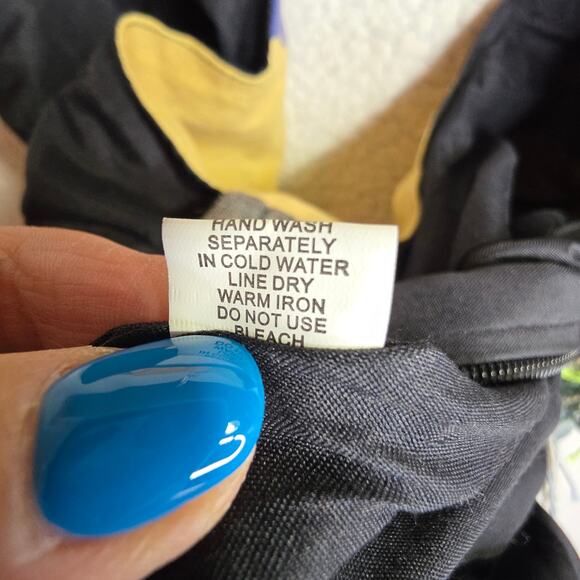 HAND WASH
SEPARATELY
IN COLD WATER
LINE DRY
WARM IRON
DO NOT USE
BLEACH